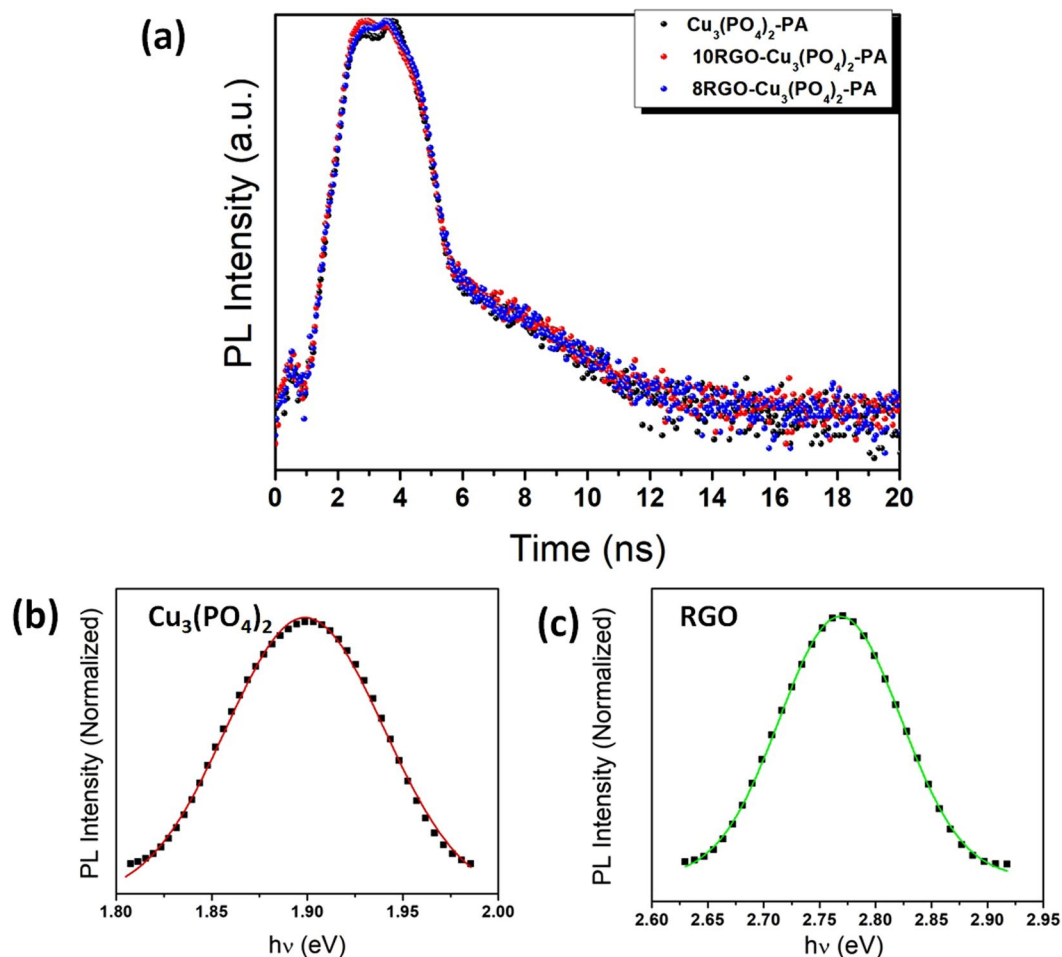 (a)
Cu₃(PO₄)₂-PA
10RGO-Cu₃(PO₄)₂-PA
8RGO-Cu₃(PO₄)₂-PA
PL Intensity (a.u.)
0 2 4 6 8 10 12 14 16 18 20
Time (ns)
(b)
Cu₃(PO₄)₂
PL Intensity (Normalized)
1.80 1.85 1.90 1.95 2.00
hν (eV)
(c)
RGO
PL Intensity (Normalized)
2.60 2.65 2.70 2.75 2.80 2.85 2.90 2.95
hν (eV)